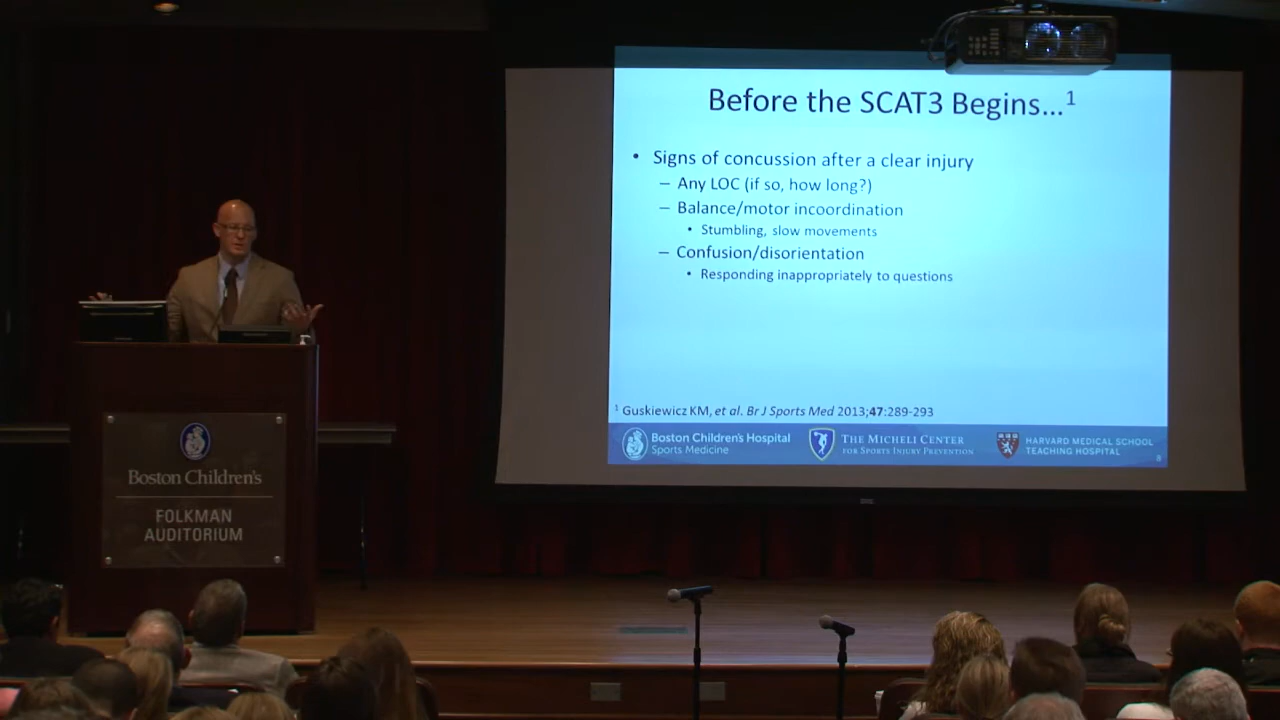 Before the SCAT3 Begins...1
• Signs of concussion after a clear injury
– Any LOC (if so, how long?)
– Balance/motor incoordination
• Stumbling, slow movements
– Confusion/disorientation
• Responding inappropriately to questions
1 Guskiewicz KM, et al. Br J Sports Med 2013;47:289-293
Boston Children's Hospital
Sports Medicine
THE MICHELI CENTER
FOR SPORTS INJURY PREVENTION
HARVARD MEDICAL SCHOOL
TEACHING HOSPITAL
8
Boston Children's
FOLKMAN
AUDITORIUM